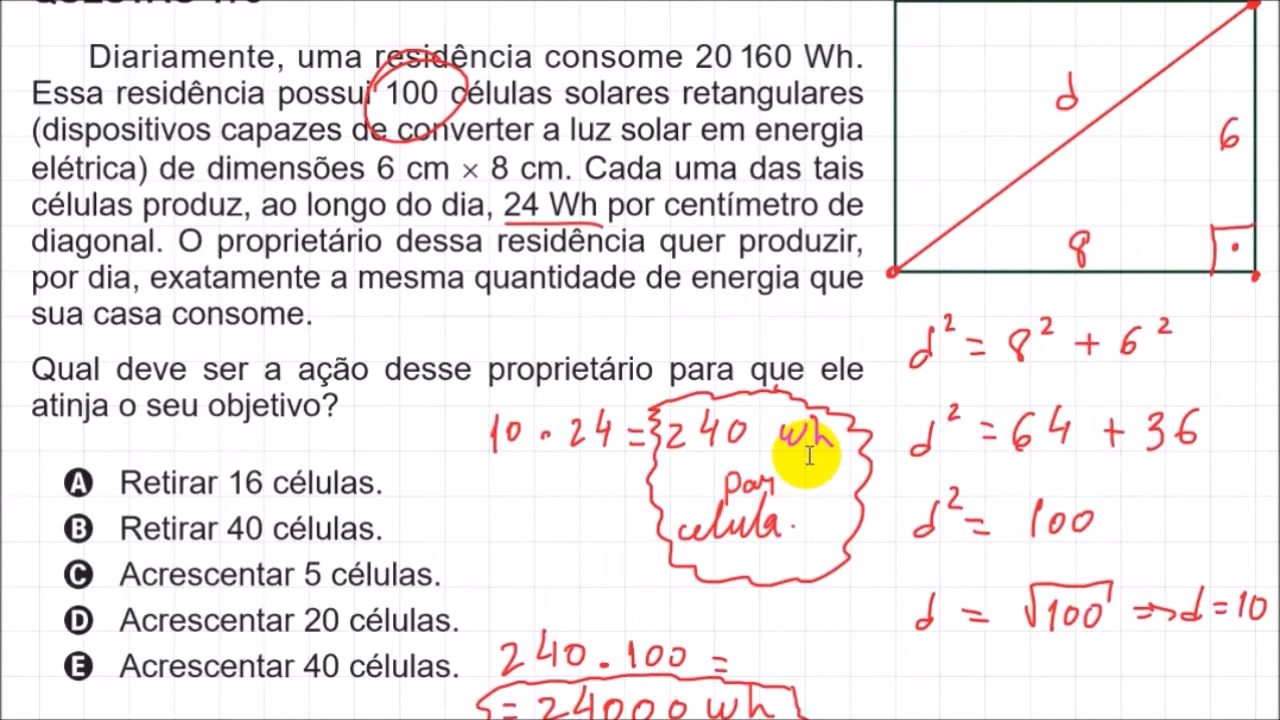 Diariamente, uma residência consome 20 160 Wh.
Essa residência possui 100 células solares retangulares
(dispositivos capazes de converter a luz solar em energia
elétrica) de dimensões 6 cm × 8 cm. Cada uma das tais
células produz, ao longo do dia, 24 Wh por centímetro de
diagonal. O proprietário dessa residência quer produzir,
por dia, exatamente a mesma quantidade de energia que
sua casa consome.
Qual deve ser a ação desse proprietário para que ele
atinja o seu objetivo?
A Retirar 16 células.
B Retirar 40 células.
C Acrescentar 5 células.
D Acrescentar 20 células.
E Acrescentar 40 células.
10 . 24 = 240 wh
por
celula.
240 . 100 =
= 24000 wh
d
6
8
d² = 8² + 6²
d² = 64 + 36
d² = 100
d = √100 ⇒ d = 10